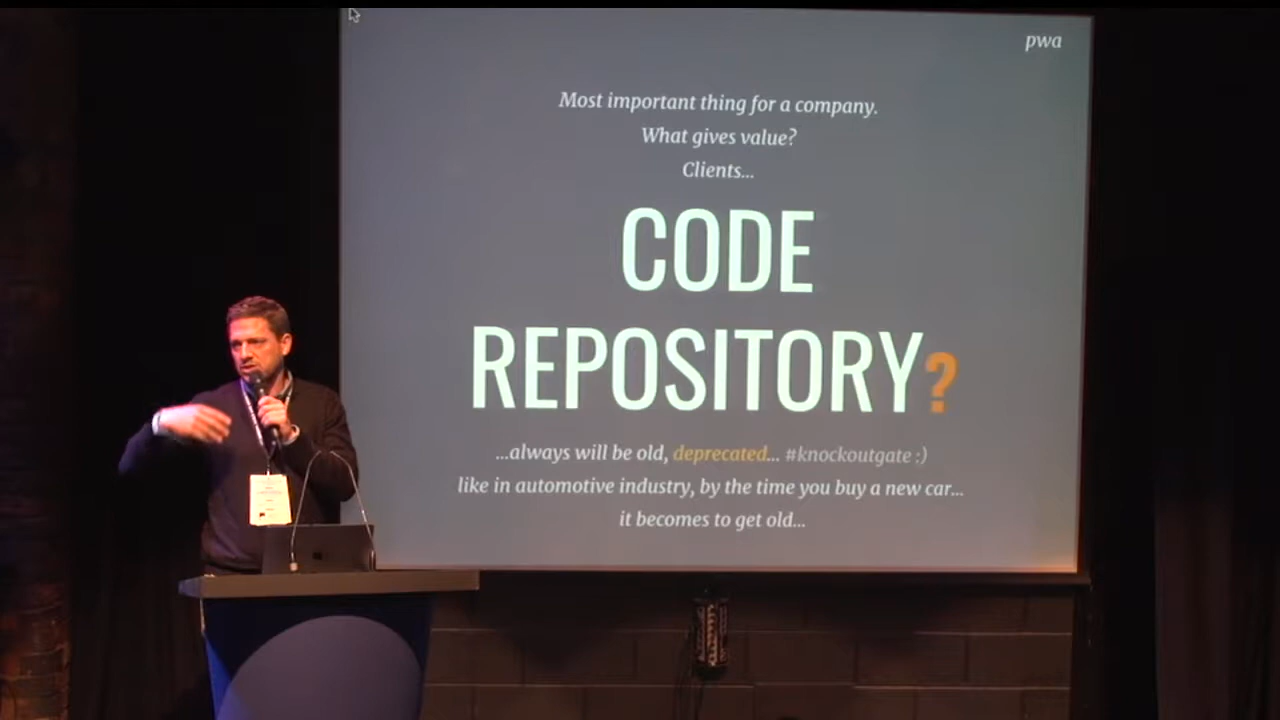 pwa
Most important thing for a company.
What gives value?
Clients...
CODE
REPOSITORY?
...always will be old, deprecated... #knockoutgate :)
like in automotive industry, by the time you buy a new car...
it becomes to get old...